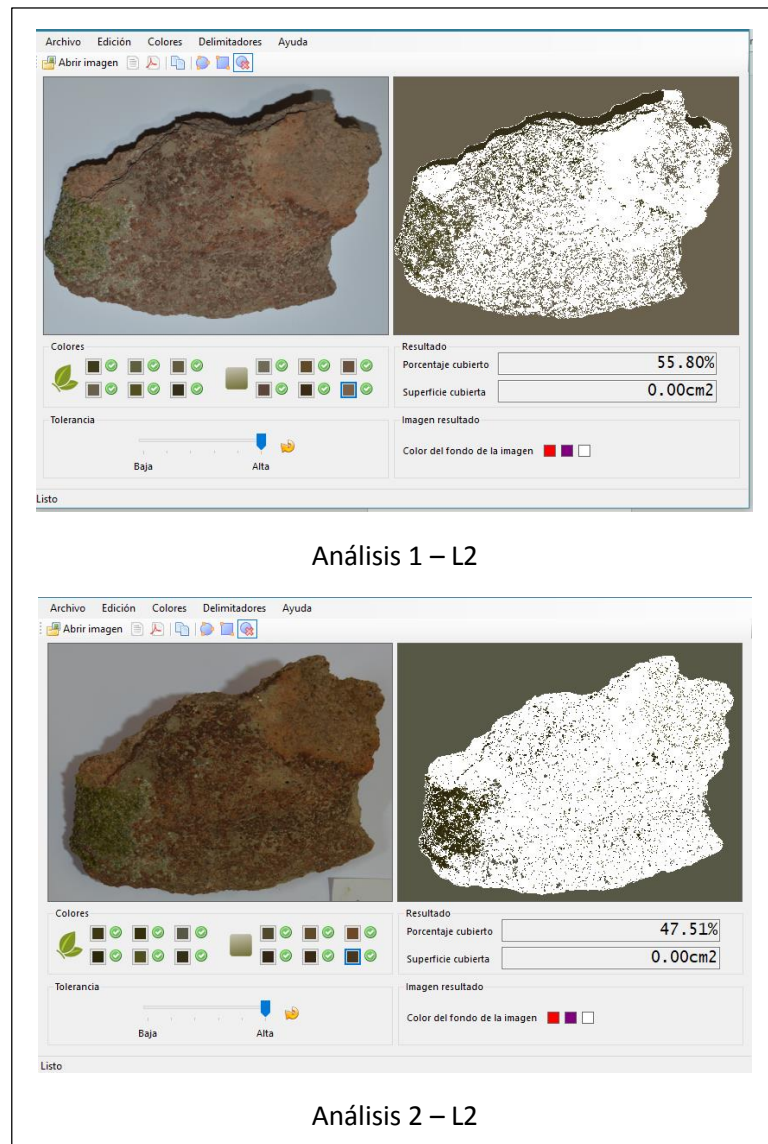 Archivo Edición Colores Delimitadores Ayuda
Abrir imagen
Colores
Resultado
Porcentaje cubierto 55.80%
Superficie cubierta 0.00cm2
Tolerancia
Baja Alta
Imagen resultado
Color del fondo de la imagen
Listo
Análisis 1 – L2
Archivo Edición Colores Delimitadores Ayuda
Abrir imagen
Colores
Resultado
Porcentaje cubierto 47.51%
Superficie cubierta 0.00cm2
Tolerancia
Baja Alta
Imagen resultado
Color del fondo de la imagen
Listo
Análisis 2 – L2